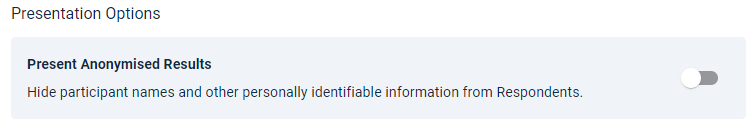 Presentation Options
Present Anonymised Results
Hide participant names and other personally identifiable information from Respondents.